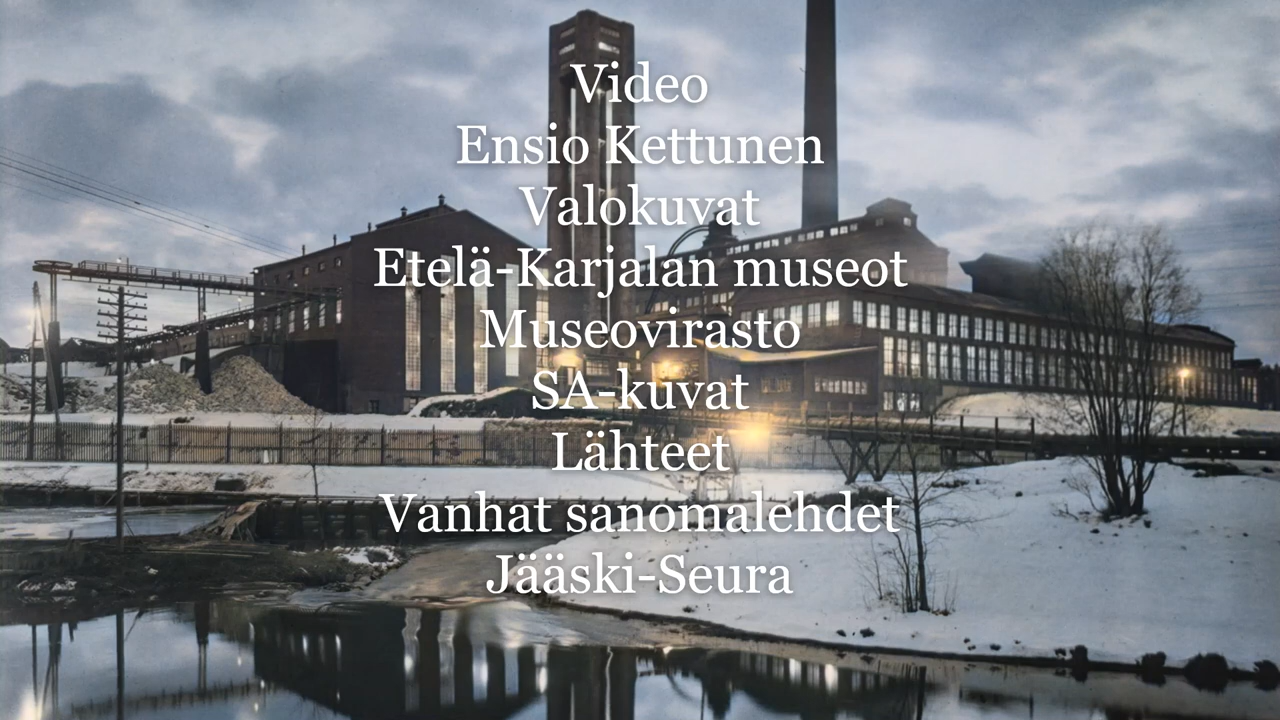 Video
Ensio Kettunen
Valokuvat
Etelä-Karjalan museot
Museovirasto
SA-kuvat
Lähteet
Vanhat sanomalehdet
Jääski-Seura